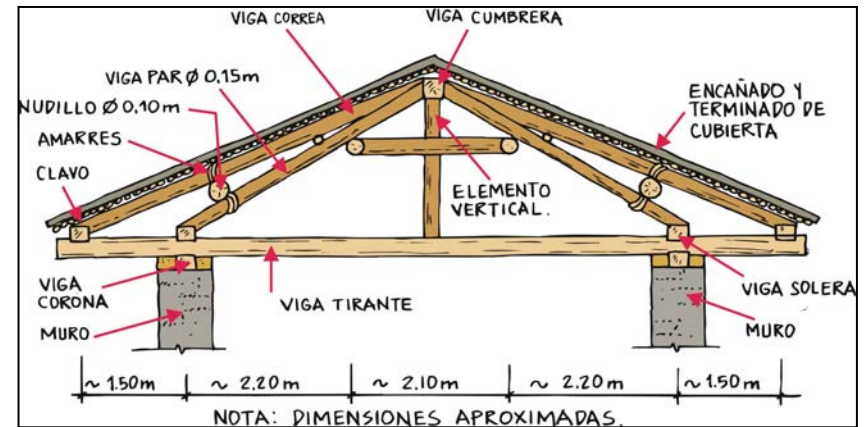 VIGA CORREA
VIGA CUMBRERA
VIGA PAR Ø 0.15m
NUDILLO Ø 0.10m
AMARRES
CLAVO
ENCAÑADO Y
TERMINADO DE
CUBIERTA
ELEMENTO
VERTICAL.
VIGA
CORONA
MURO
VIGA TIRANTE
VIGA SOLERA
MURO
~ 1.50m
~ 2.20m
~ 2.10m
~ 2.20m
~ 1.50m
NOTA: DIMENSIONES APROXIMADAS.